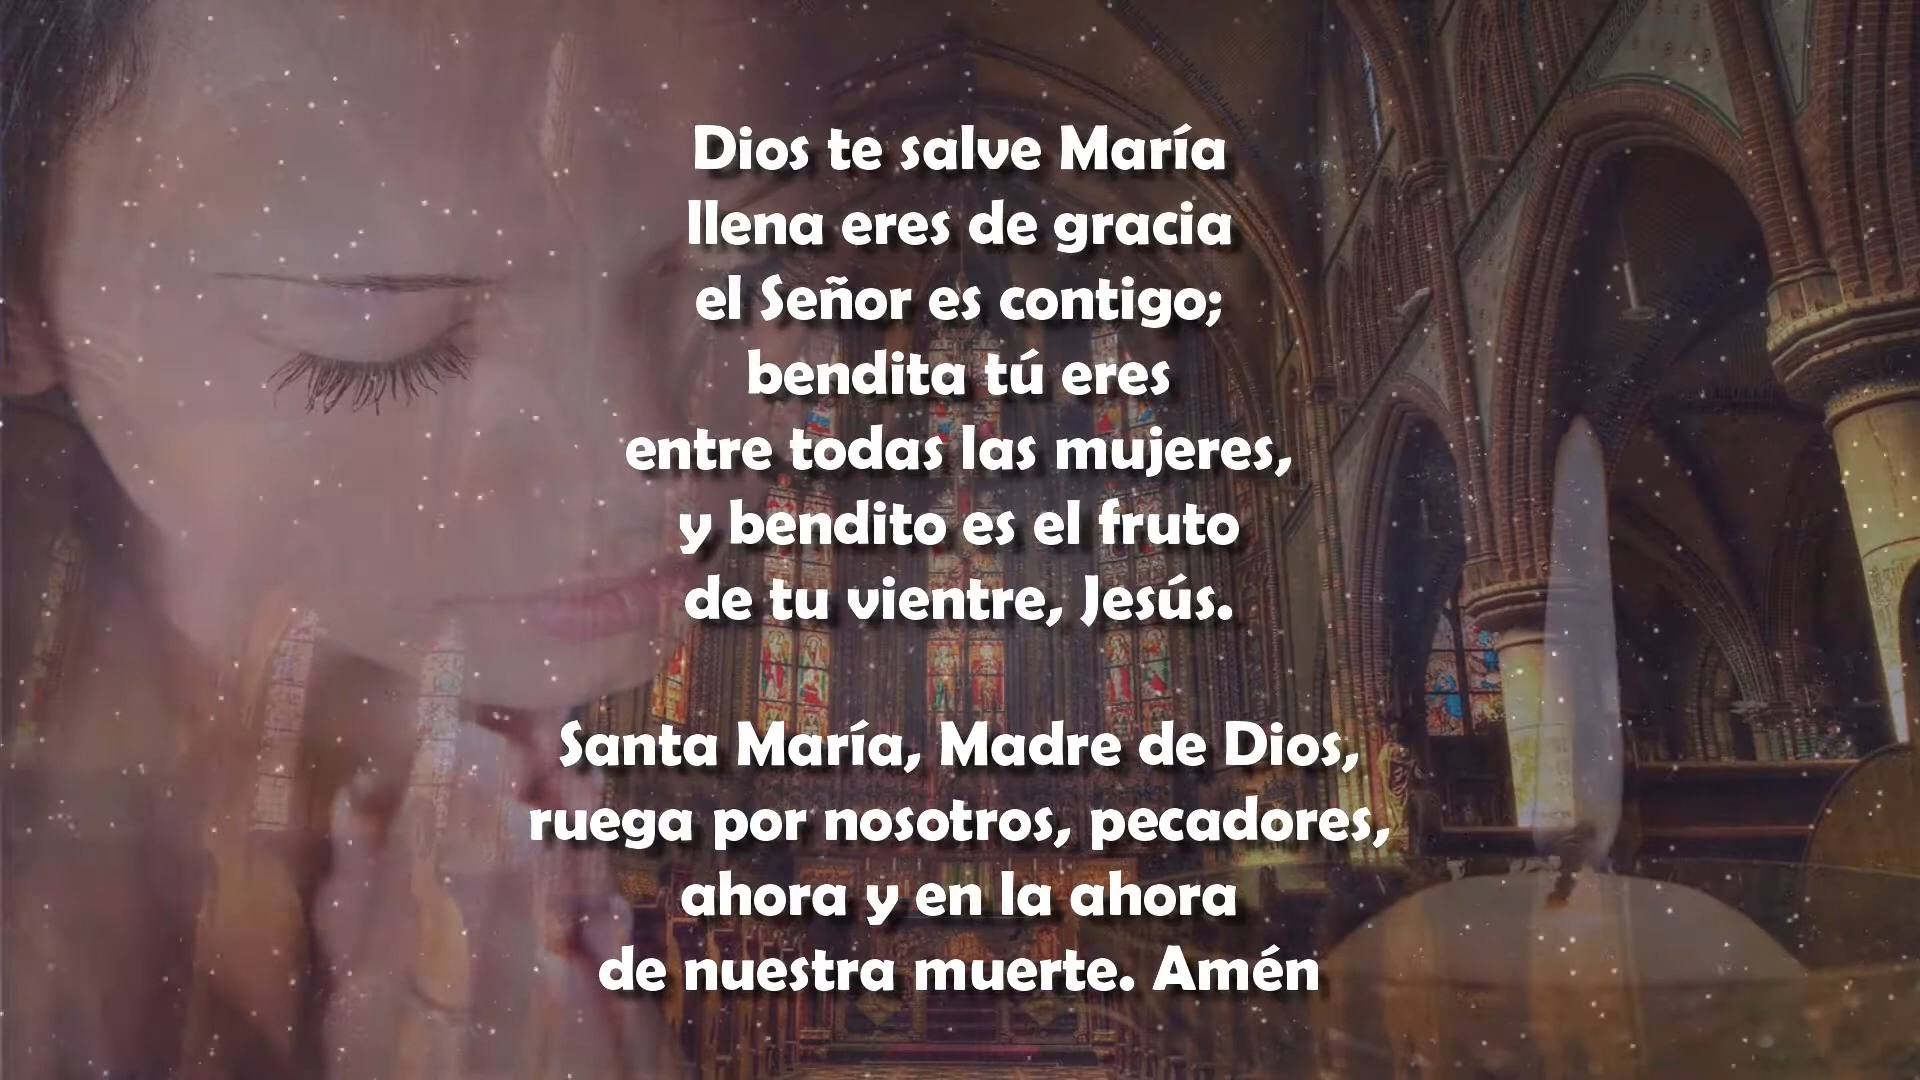 Dios te salve María
llena eres de gracia
el Señor es contigo;
bendita tú eres
entre todas las mujeres,
y bendito es el fruto
de tu vientre, Jesús.
Santa María, Madre de Dios,
ruega por nosotros, pecadores,
ahora y en la ahora
de nuestra muerte. Amén